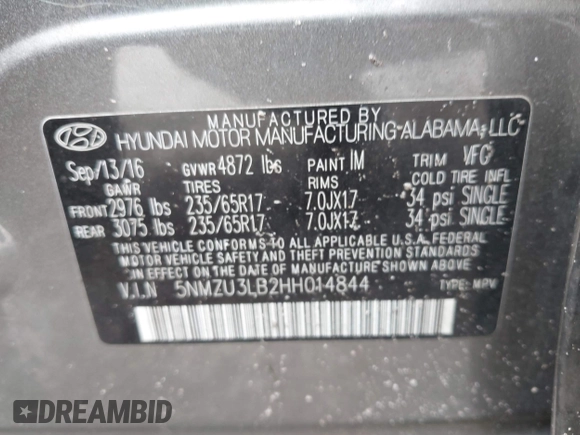 MANUFACTURED BY
HYUNDAI MOTOR MANUFACTURING ALABAMA, LLC
Sep/13/16 GVWR 4872 lbs PAINT IM TRIM VFG
GAWR TIRES RIMS COLD TIRE INFL.
FRONT 2976 lbs 235/65R17 7.0JX17 34 psi SINGLE
REAR 3075 lbs 235/65R17 7.0JX17 34 psi SINGLE
THIS VEHICLE CONFORMS TO ALL APPLICABLE U.S.A. FEDERAL
MOTOR VEHICLE SAFETY, BUMPER, AND THEFT PREVENTION STANDARDS
IN EFFECT ON THE DATE OF MANUFACTURE SHOWN ABOVE.
V.I.N 5NMZU3LB2HH014844 TYPE: MPV
DREAMBID